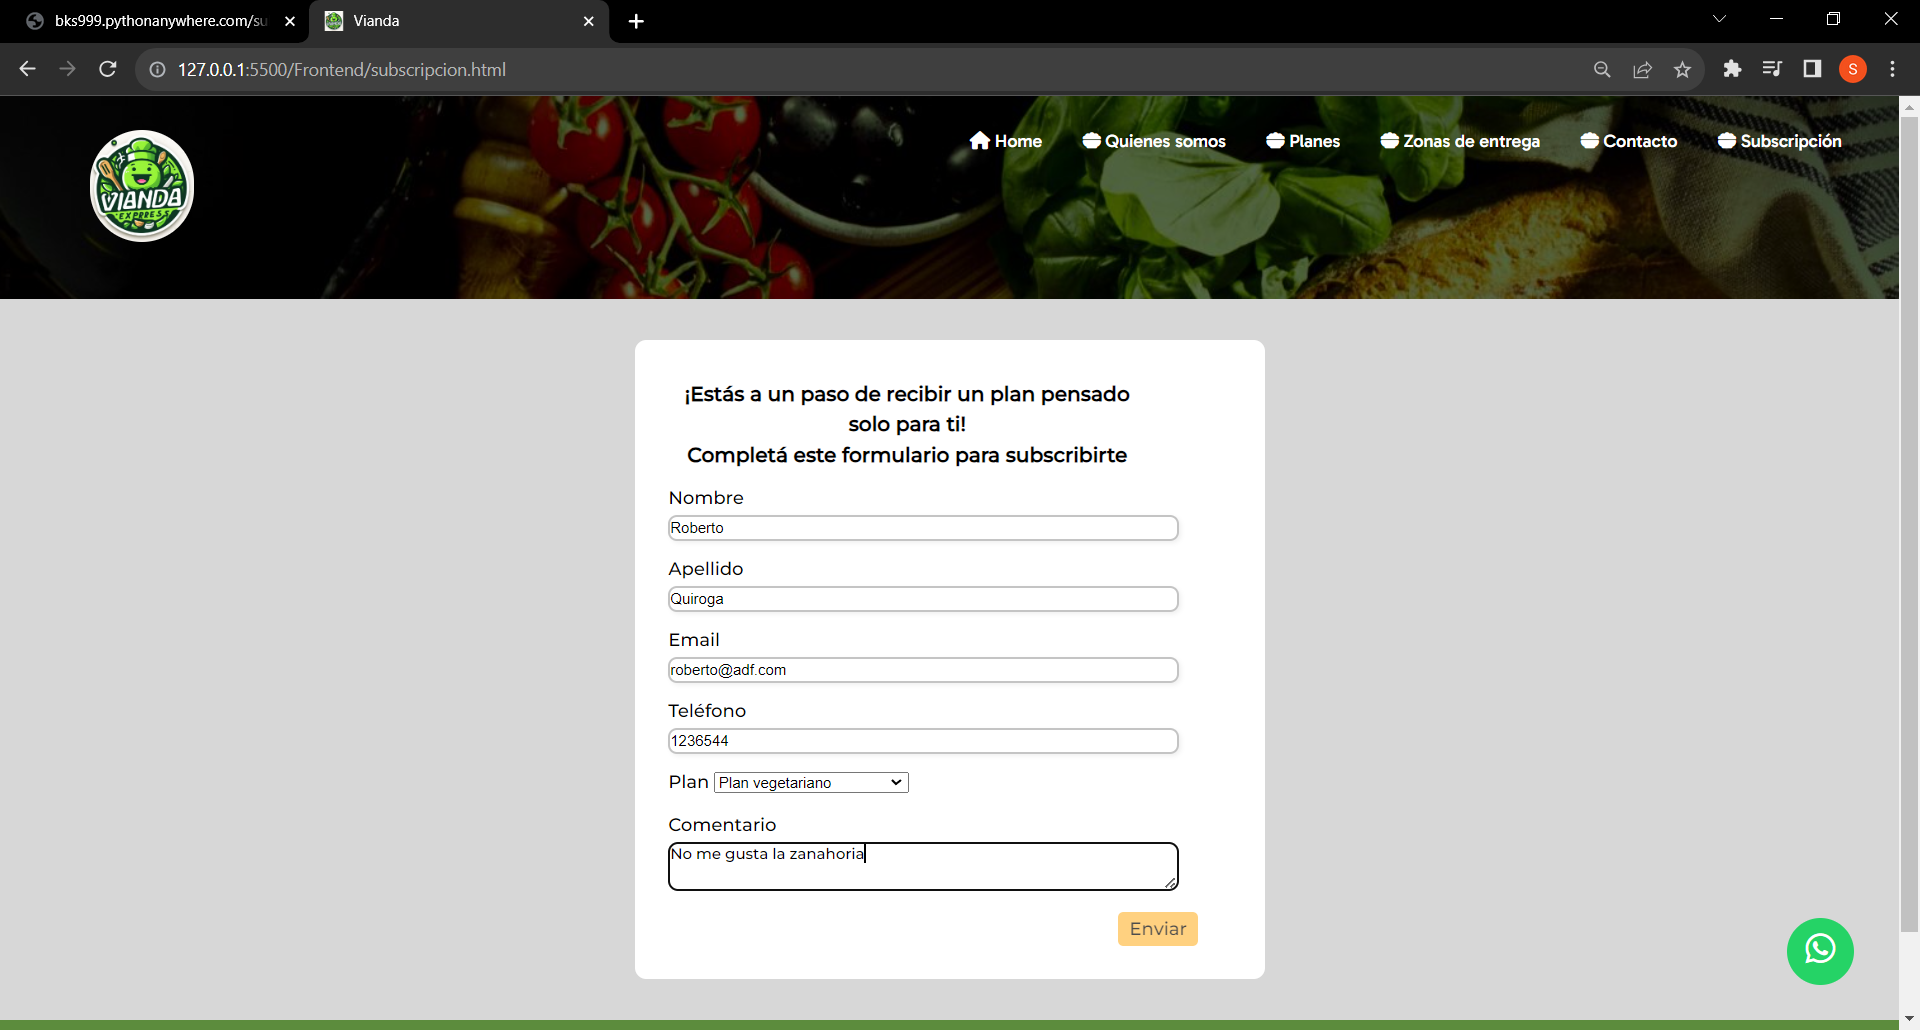 bks999.pythonanywhere.com/su
Vianda
127.0.0.1:5500/Frontend/subscripcion.html
S
VIANDA
EXPRESS
Home
Quienes somos
Planes
Zonas de entrega
Contacto
Subscripción
¡Estás a un paso de recibir un plan pensado
solo para ti!
Completá este formulario para subscribirte
Nombre
Roberto
Apellido
Quiroga
Email
roberto@adf.com
Teléfono
1236544
Plan Plan vegetariano
Comentario
No me gusta la zanahoria
Enviar